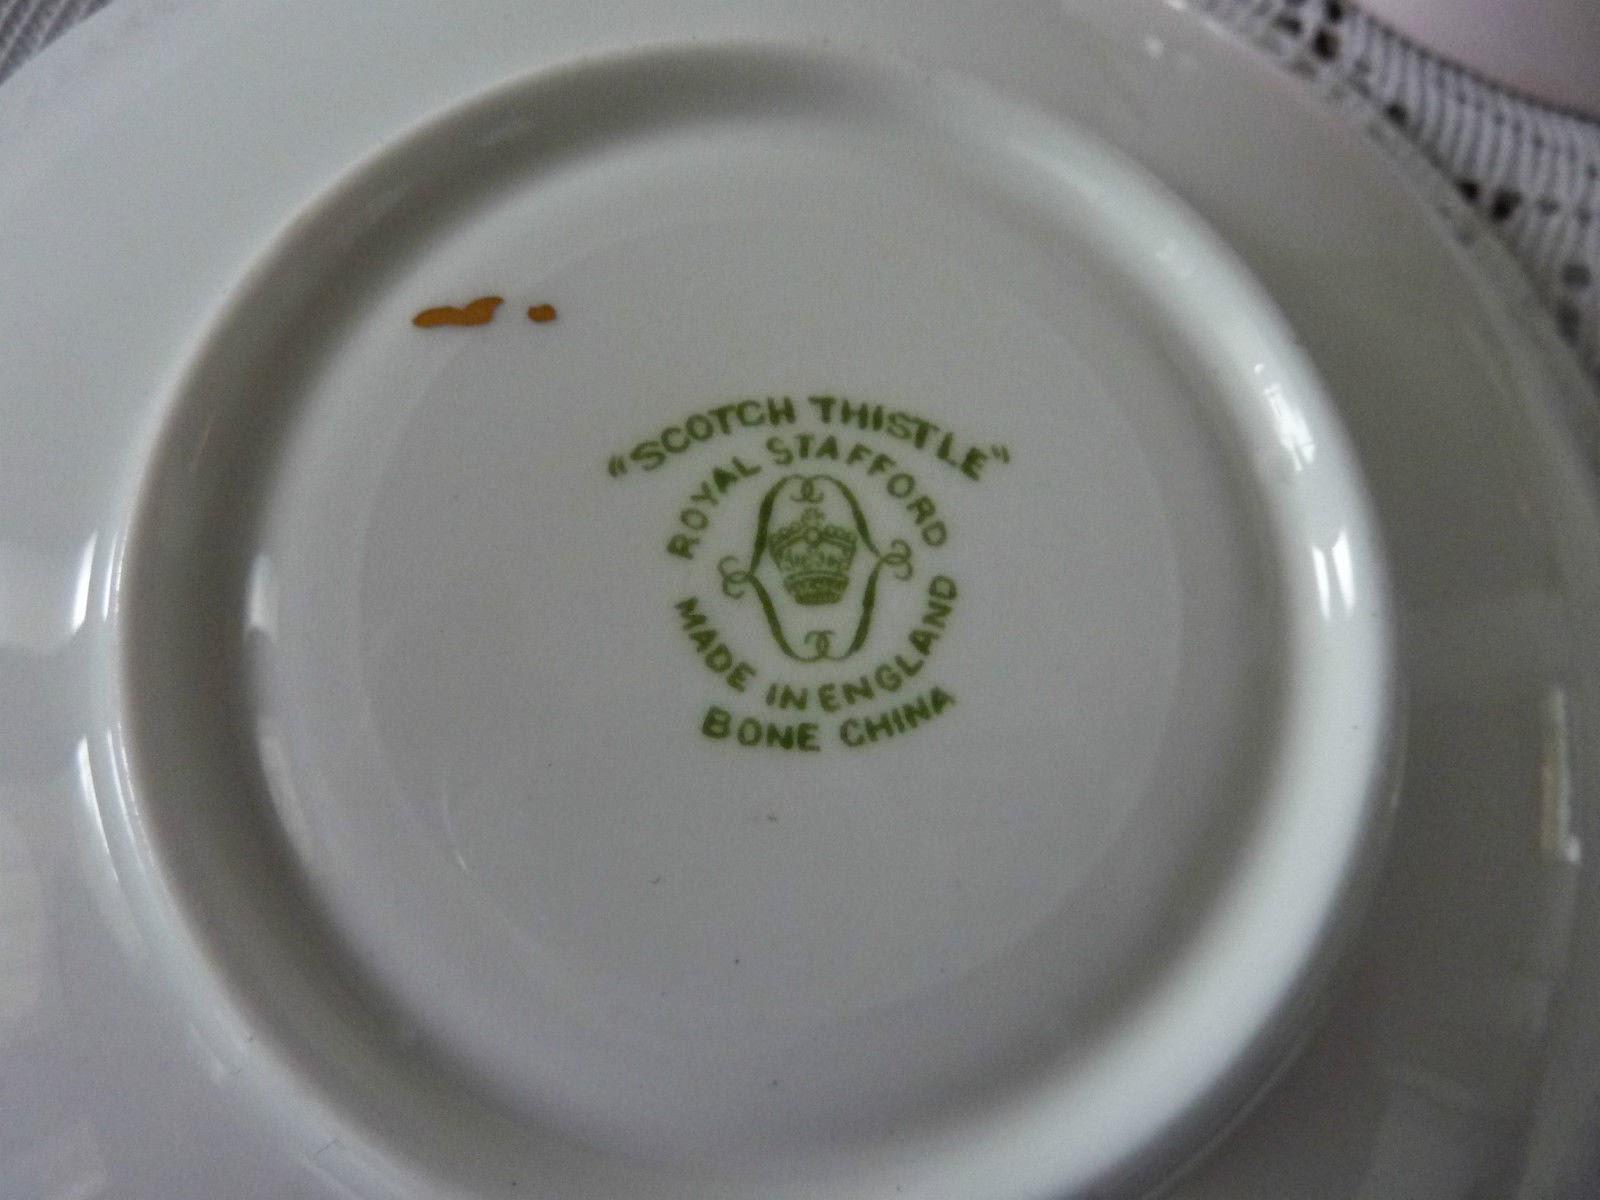 "SCOTCH THISTLE"
ROYAL STAFFORD
MADE IN ENGLAND
BONE CHINA